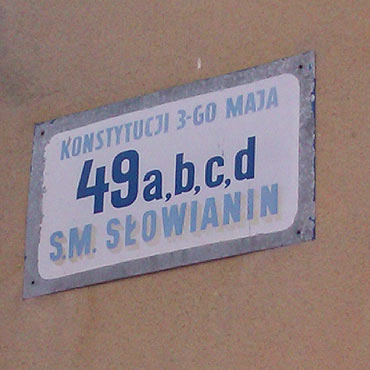 KONSTYTUCJI 3-GO MAJA
49a,b,c,d
S.M. SŁOWIANIN